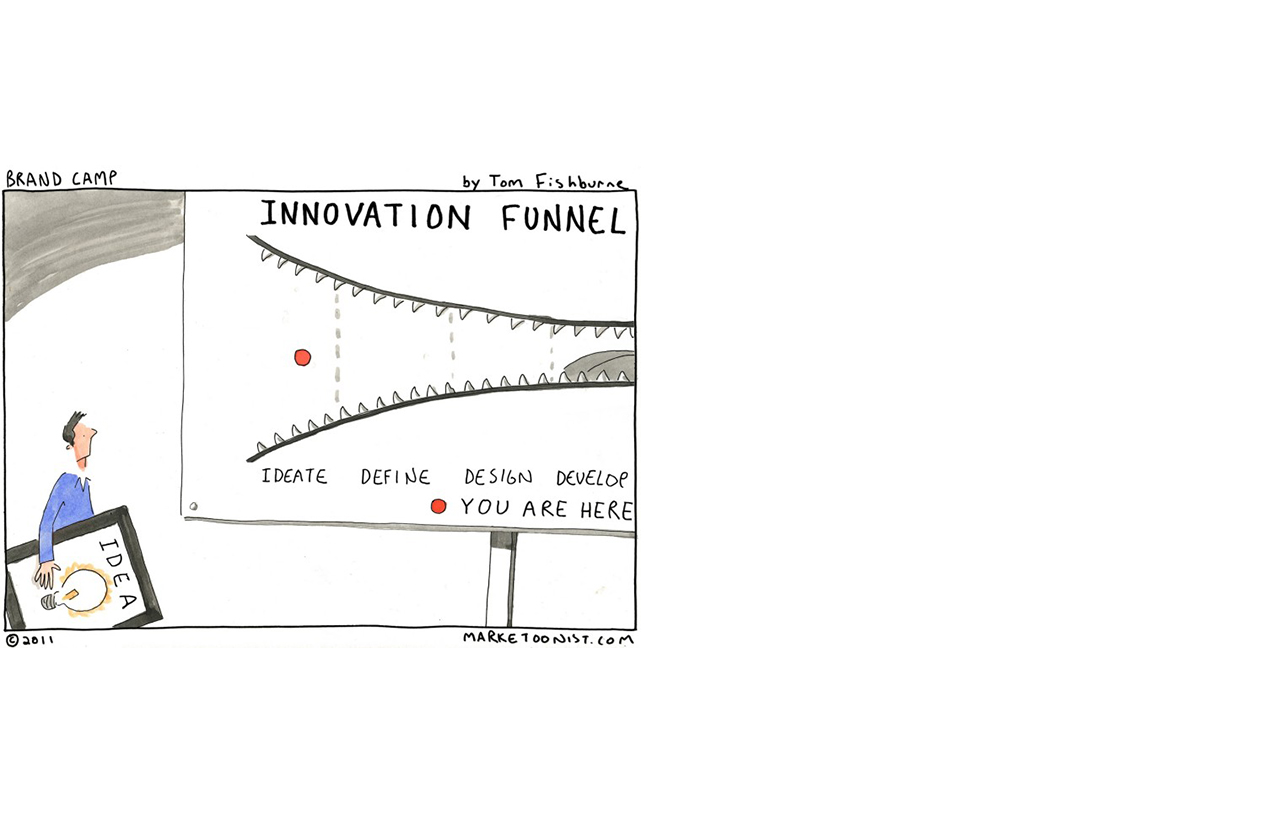 BRAND CAMP
by Tom Fishburne
INNOVATION FUNNEL
IDEATE DEFINE DESIGN DEVELOP
YOU ARE HERE
IDEA
© 2011
MARKETOONIST.COM